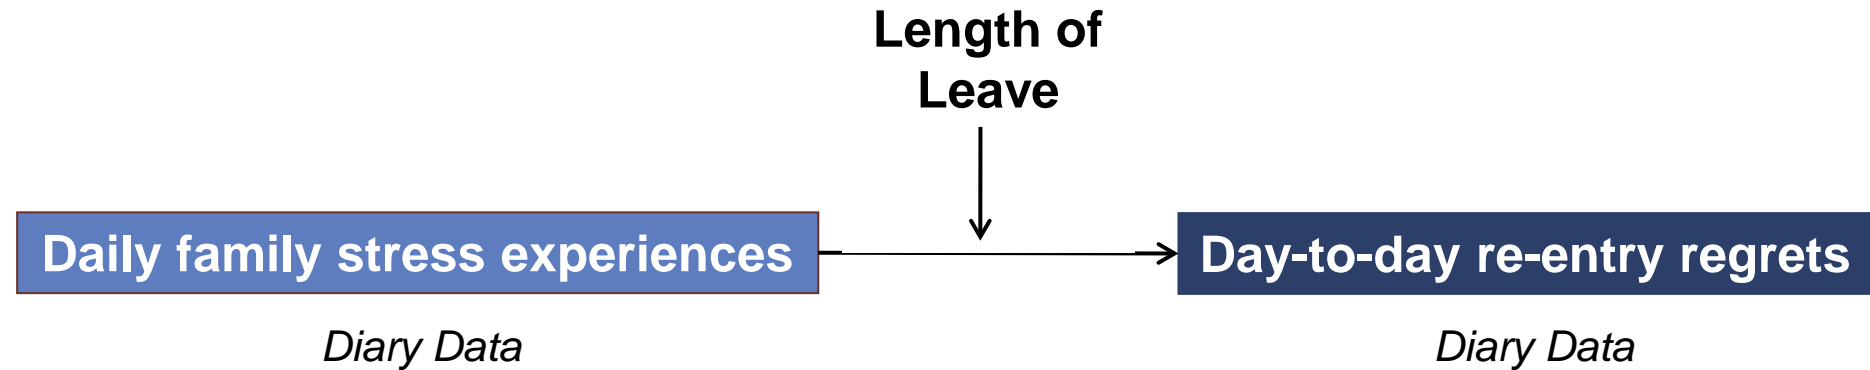 Length of
Leave
Daily family stress experiences
Day-to-day re-entry regrets
Diary Data
Diary Data